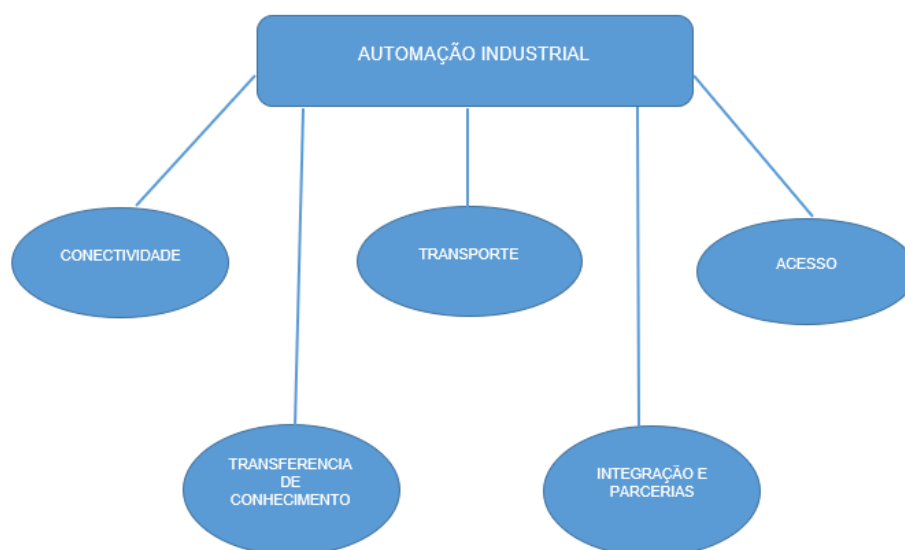 AUTOMAÇÃO INDUSTRIAL
CONECTIVIDADE
TRANSPORTE
ACESSO
TRANSFERENCIA
DE
CONHECIMENTO
INTEGRAÇÃO E
PARCERIAS